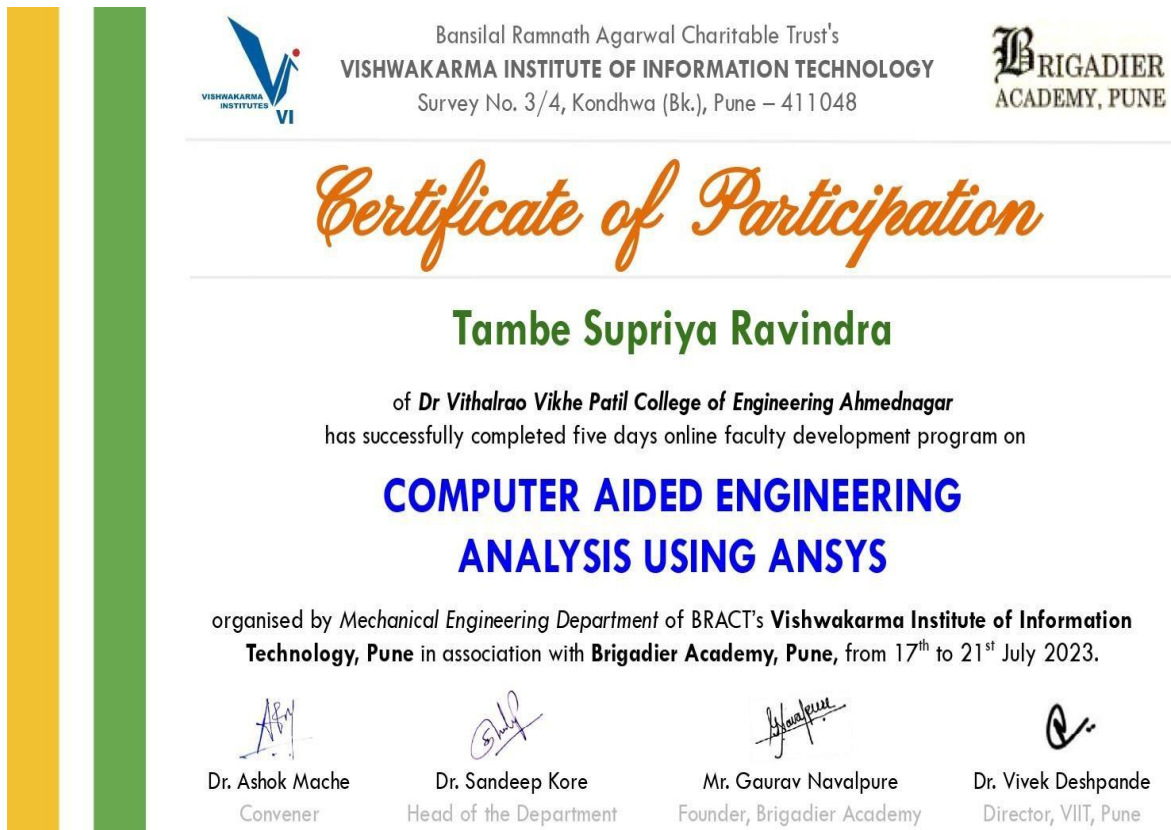 VISHWAKARMA
INSTITUTES
VI
Bansilal Ramnath Agarwal Charitable Trust's
VISHWAKARMA INSTITUTE OF INFORMATION TECHNOLOGY
Survey No. 3/4, Kondhwa (Bk.), Pune – 411048
BRIGADIER
ACADEMY, PUNE
Certificate of Participation
Tambe Supriya Ravindra
of Dr Vithalrao Vikhe Patil College of Engineering Ahmednagar
has successfully completed five days online faculty development program on
COMPUTER AIDED ENGINEERING
ANALYSIS USING ANSYS
organised by Mechanical Engineering Department of BRACT's Vishwakarma Institute of Information
Technology, Pune in association with Brigadier Academy, Pune, from 17th to 21st July 2023.
Dr. Ashok Mache
Convener
Dr. Sandeep Kore
Head of the Department
Mr. Gaurav Navalpure
Founder, Brigadier Academy
Dr. Vivek Deshpande
Director, VIIT, Pune